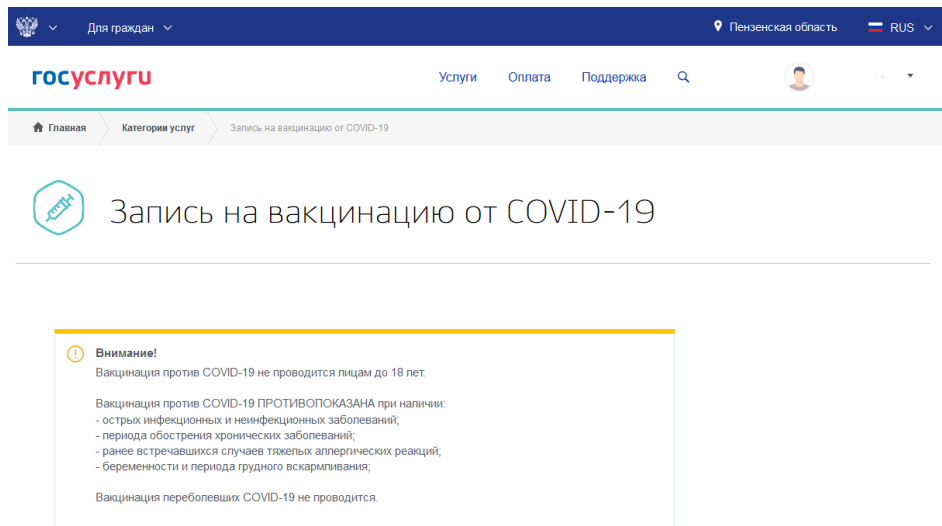 Для граждан
Пензенская область
RUS
госуслуги
Услуги Оплата Поддержка
Главная Категории услуг Запись на вакцинацию от COVID-19
Запись на вакцинацию от COVID-19
Внимание!
Вакцинация против COVID-19 не проводится лицам до 18 лет.
Вакцинация против COVID-19 ПРОТИВОПОКАЗАНА при наличии:
- острых инфекционных и неинфекционных заболеваний;
- периода обострения хронических заболеваний;
- ранее встречавшихся случаев тяжелых аллергических реакций;
- беременности и периода грудного вскармливания;
Вакцинация переболевших COVID-19 не проводится.